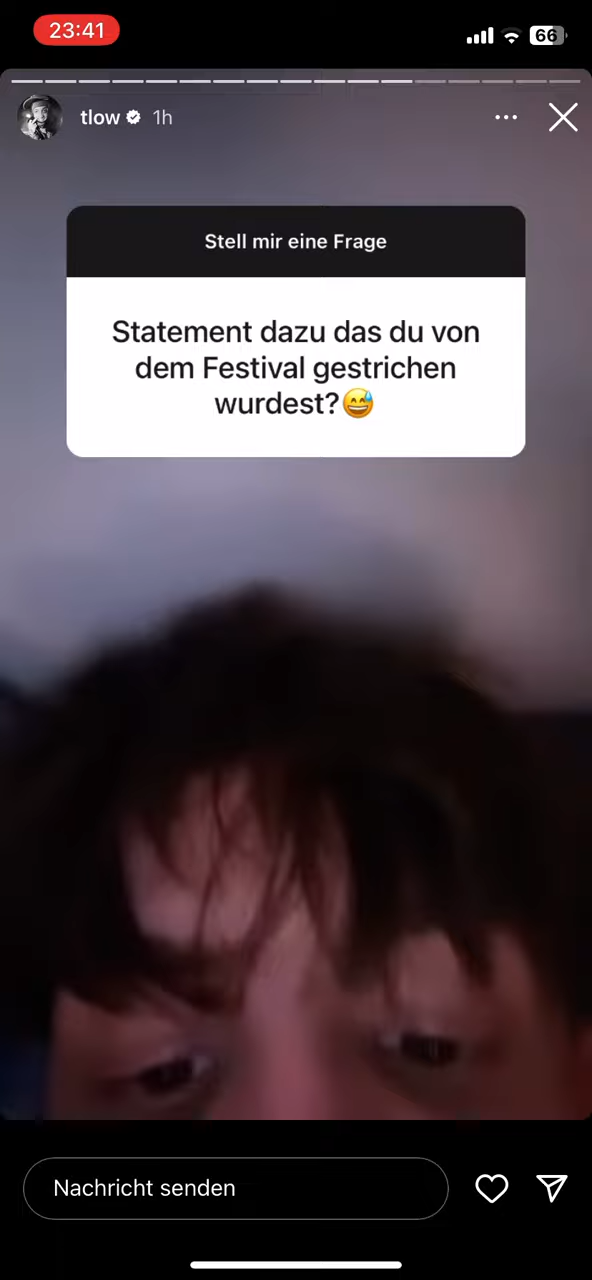 23:41
66
tlow 1h
Stell mir eine Frage
Statement dazu das du von
dem Festival gestrichen
wurdest?😅
Nachricht senden